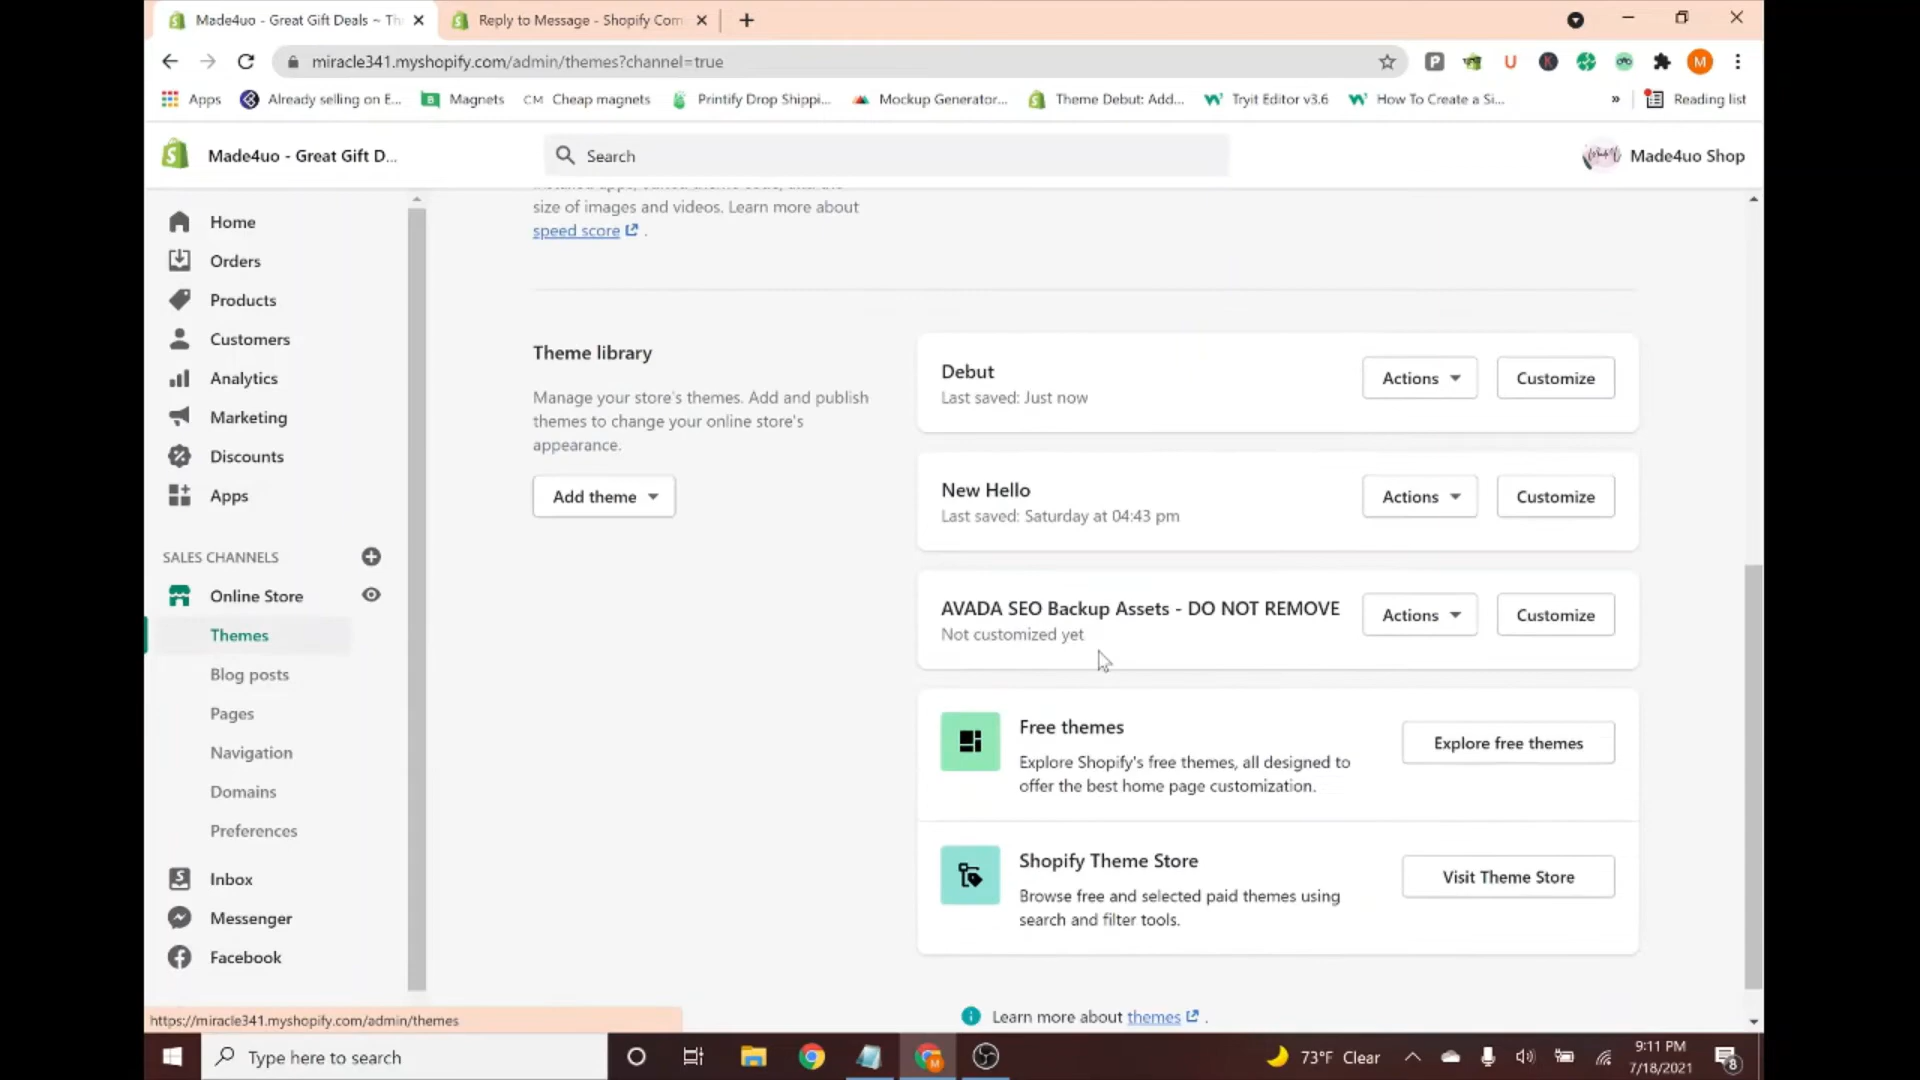 Made4uo - Great Gift Deals ~ Th
Reply to Message - Shopify Com
miracle341.myshopify.com/admin/themes?channel=true
Apps
Already selling on E...
Magnets
CM Cheap magnets
Printify Drop Shippi...
Mockup Generator...
Theme Debut: Add...
Tryit Editor v3.6
How To Create a Si...
»
Reading list
Made4uo - Great Gift D...
Search
Made4uo Shop
Home
Orders
Products
Customers
Analytics
Marketing
Discounts
Apps
SALES CHANNELS
Online Store
Themes
Blog posts
Pages
Navigation
Domains
Preferences
Inbox
Messenger
Facebook
size of images and videos. Learn more about
speed score .
Theme library
Manage your store's themes. Add and publish
themes to change your online store's
appearance.
Add theme
Debut
Last saved: Just now
Actions
Customize
New Hello
Last saved: Saturday at 04:43 pm
Actions
Customize
AVADA SEO Backup Assets - DO NOT REMOVE
Not customized yet
Actions
Customize
Free themes
Explore Shopify's free themes, all designed to
offer the best home page customization.
Explore free themes
Shopify Theme Store
Browse free and selected paid themes using
search and filter tools.
Visit Theme Store
Learn more about themes .
https://miracle341.myshopify.com/admin/themes
Type here to search
73°F Clear
9:11 PM
7/18/2021
8